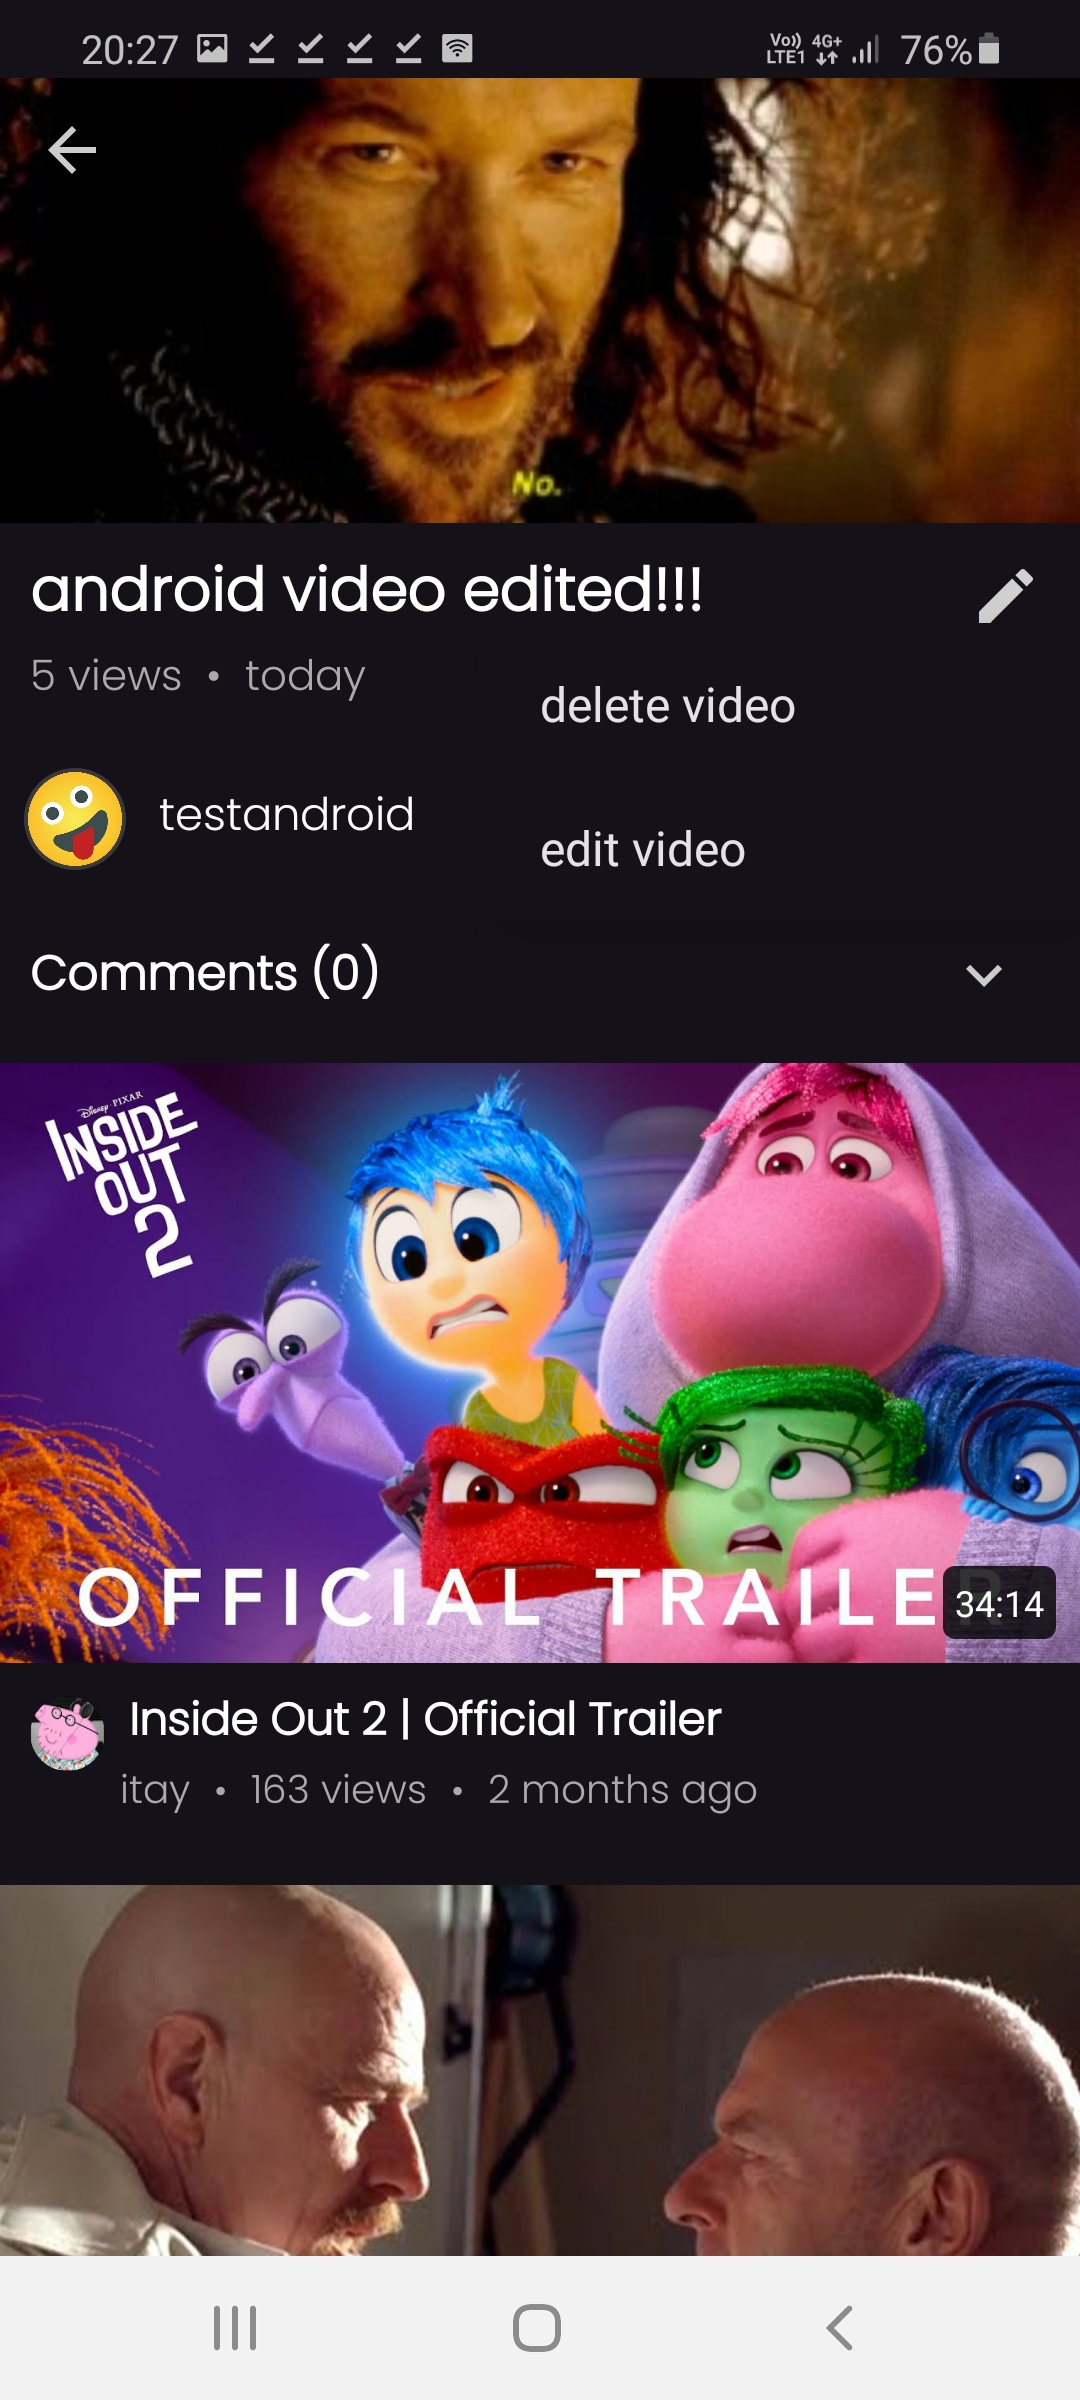 20:27
Vo)) LTE1 4G+ 76%
No.
android video edited!!!
5 views • today
delete video
testandroid
edit video
Comments (0)
Disney • PIXAR
INSIDE
OUT
2
OFFICIAL TRAILER
34:14
Inside Out 2 | Official Trailer
itay • 163 views • 2 months ago